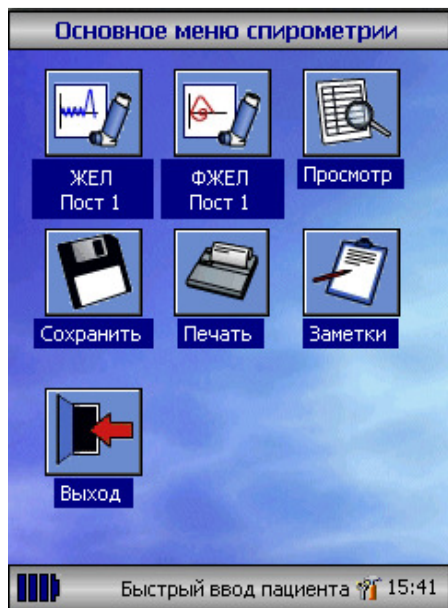 Основное меню спирометрии
ЖЕЛ
Пост 1
ФЖЕЛ
Пост 1
Просмотр
Сохранить
Печать
Заметки
Выход
Быстрый ввод пациента 15:41